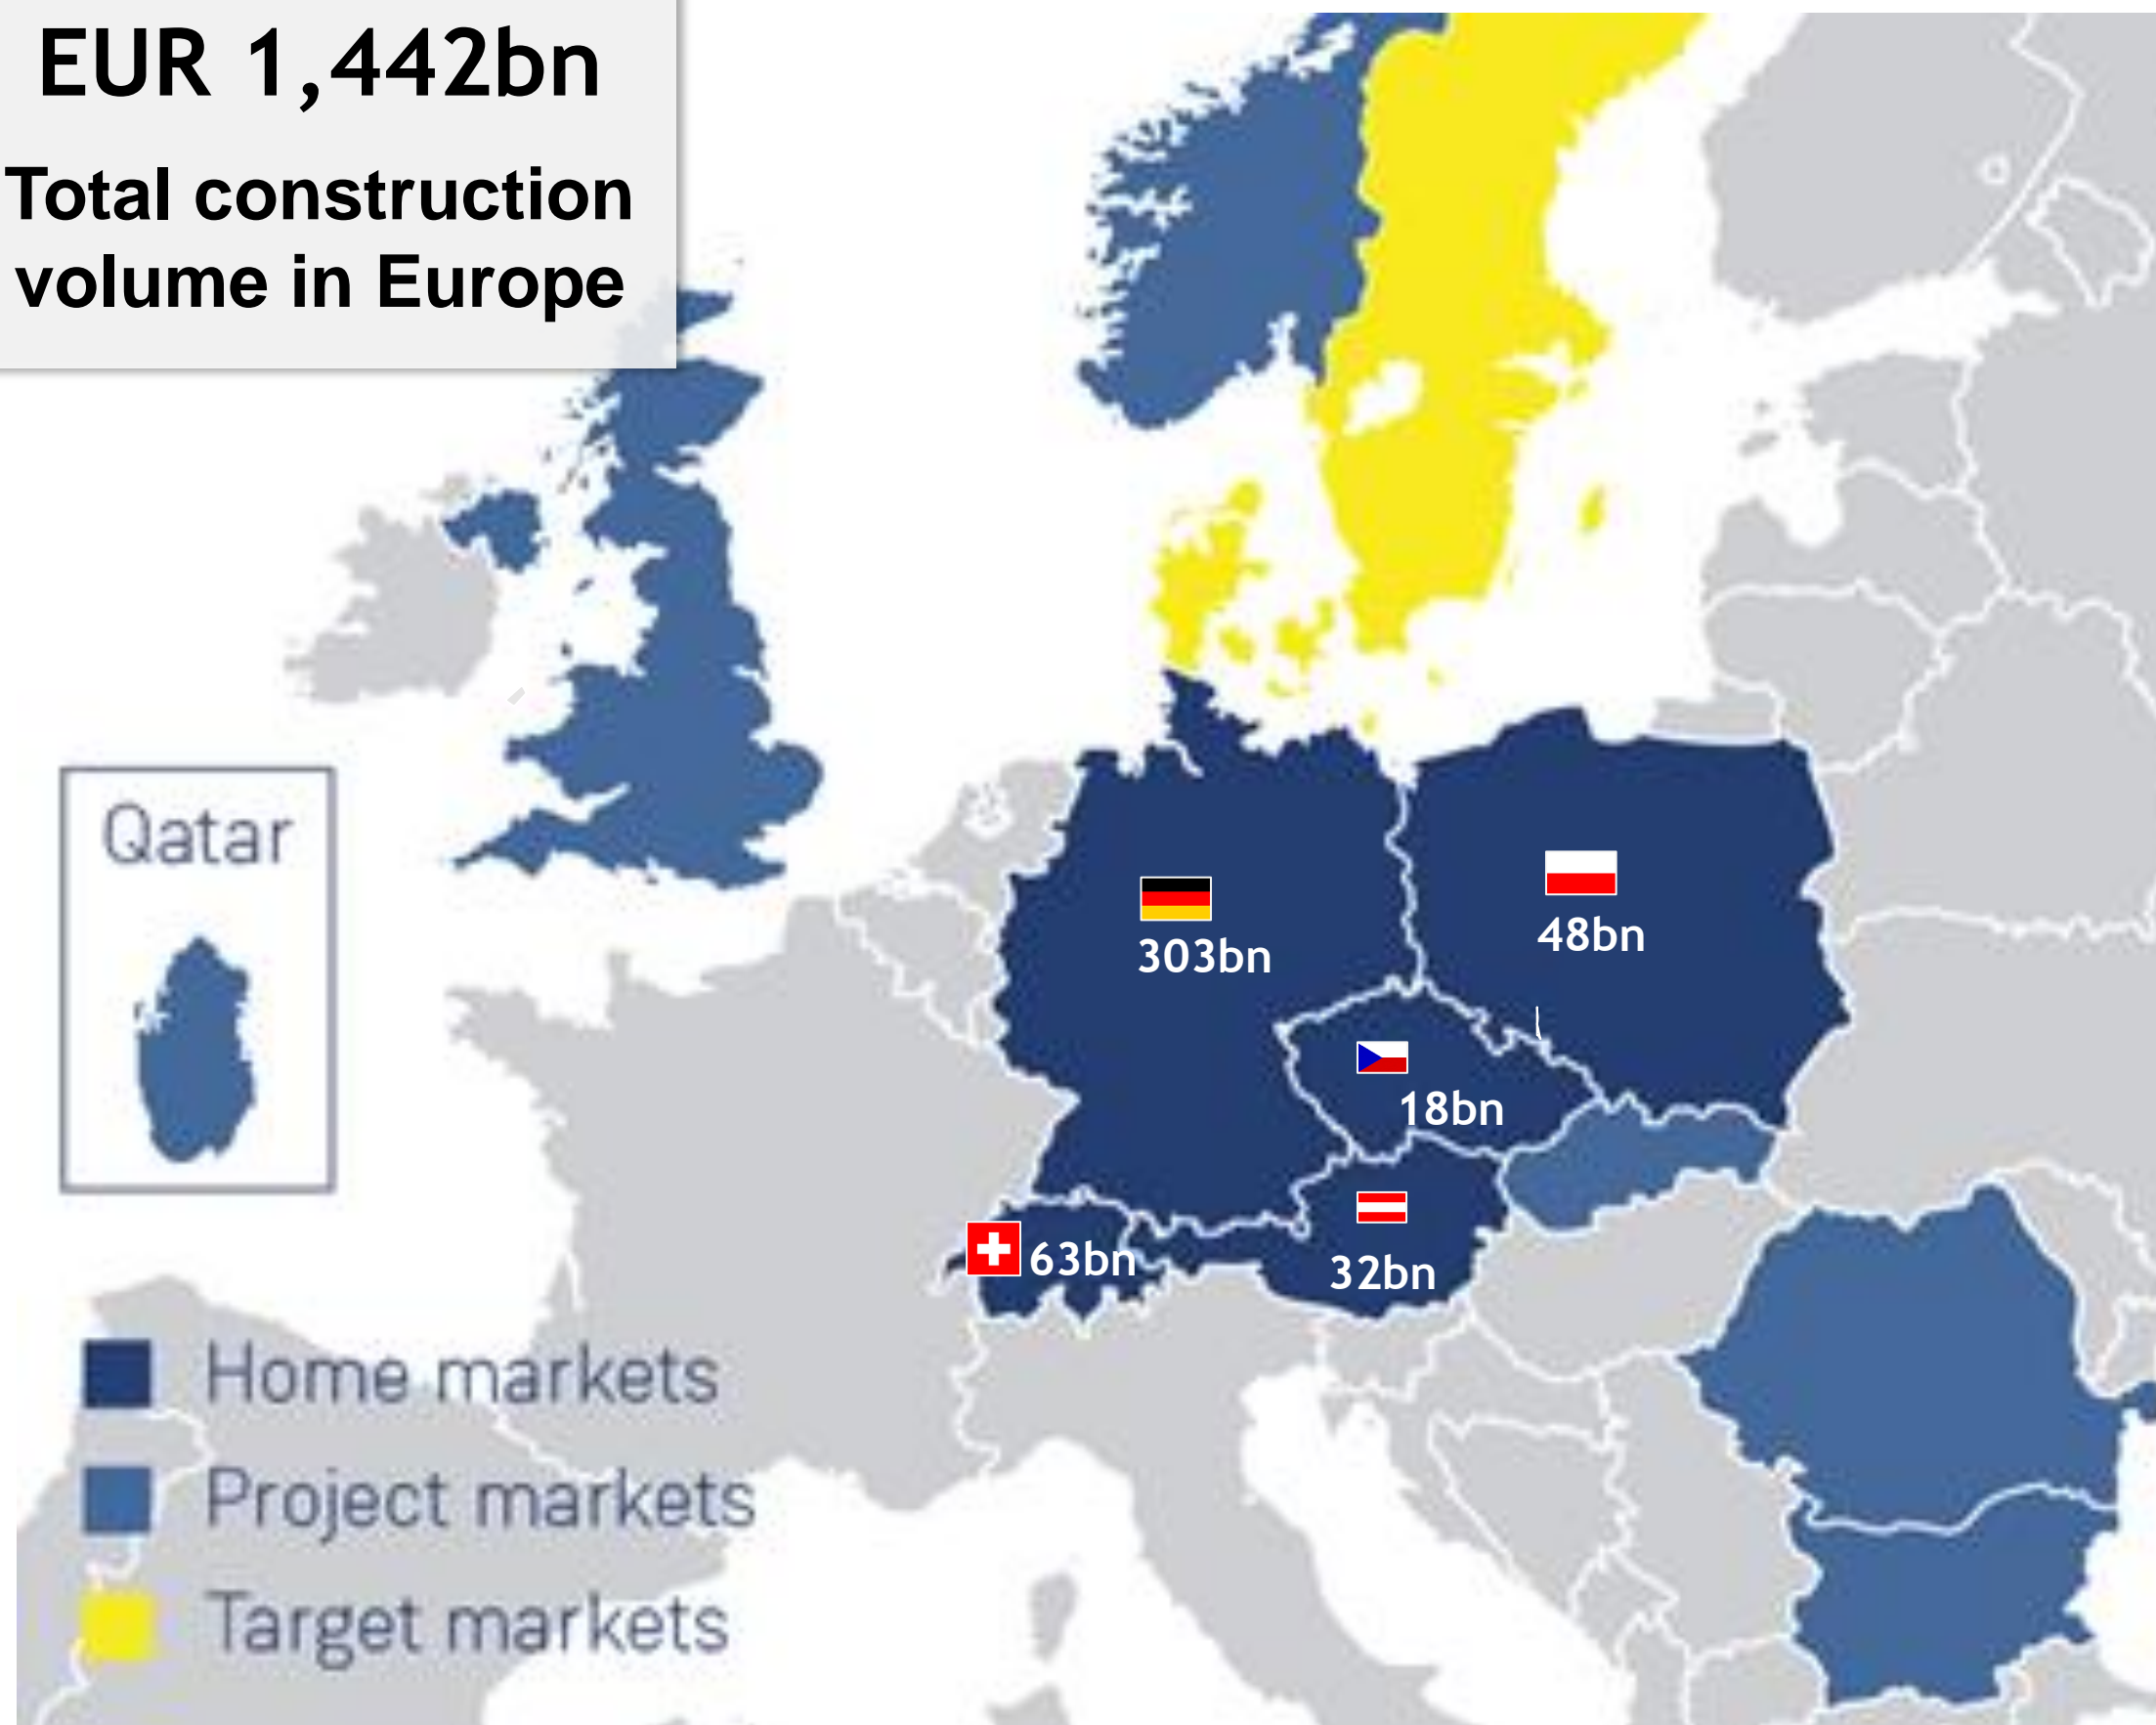 EUR 1,442bn
Total construction
volume in Europe
Qatar
303bn
48bn
18bn
63bn
32bn
Home markets
Project markets
Target markets